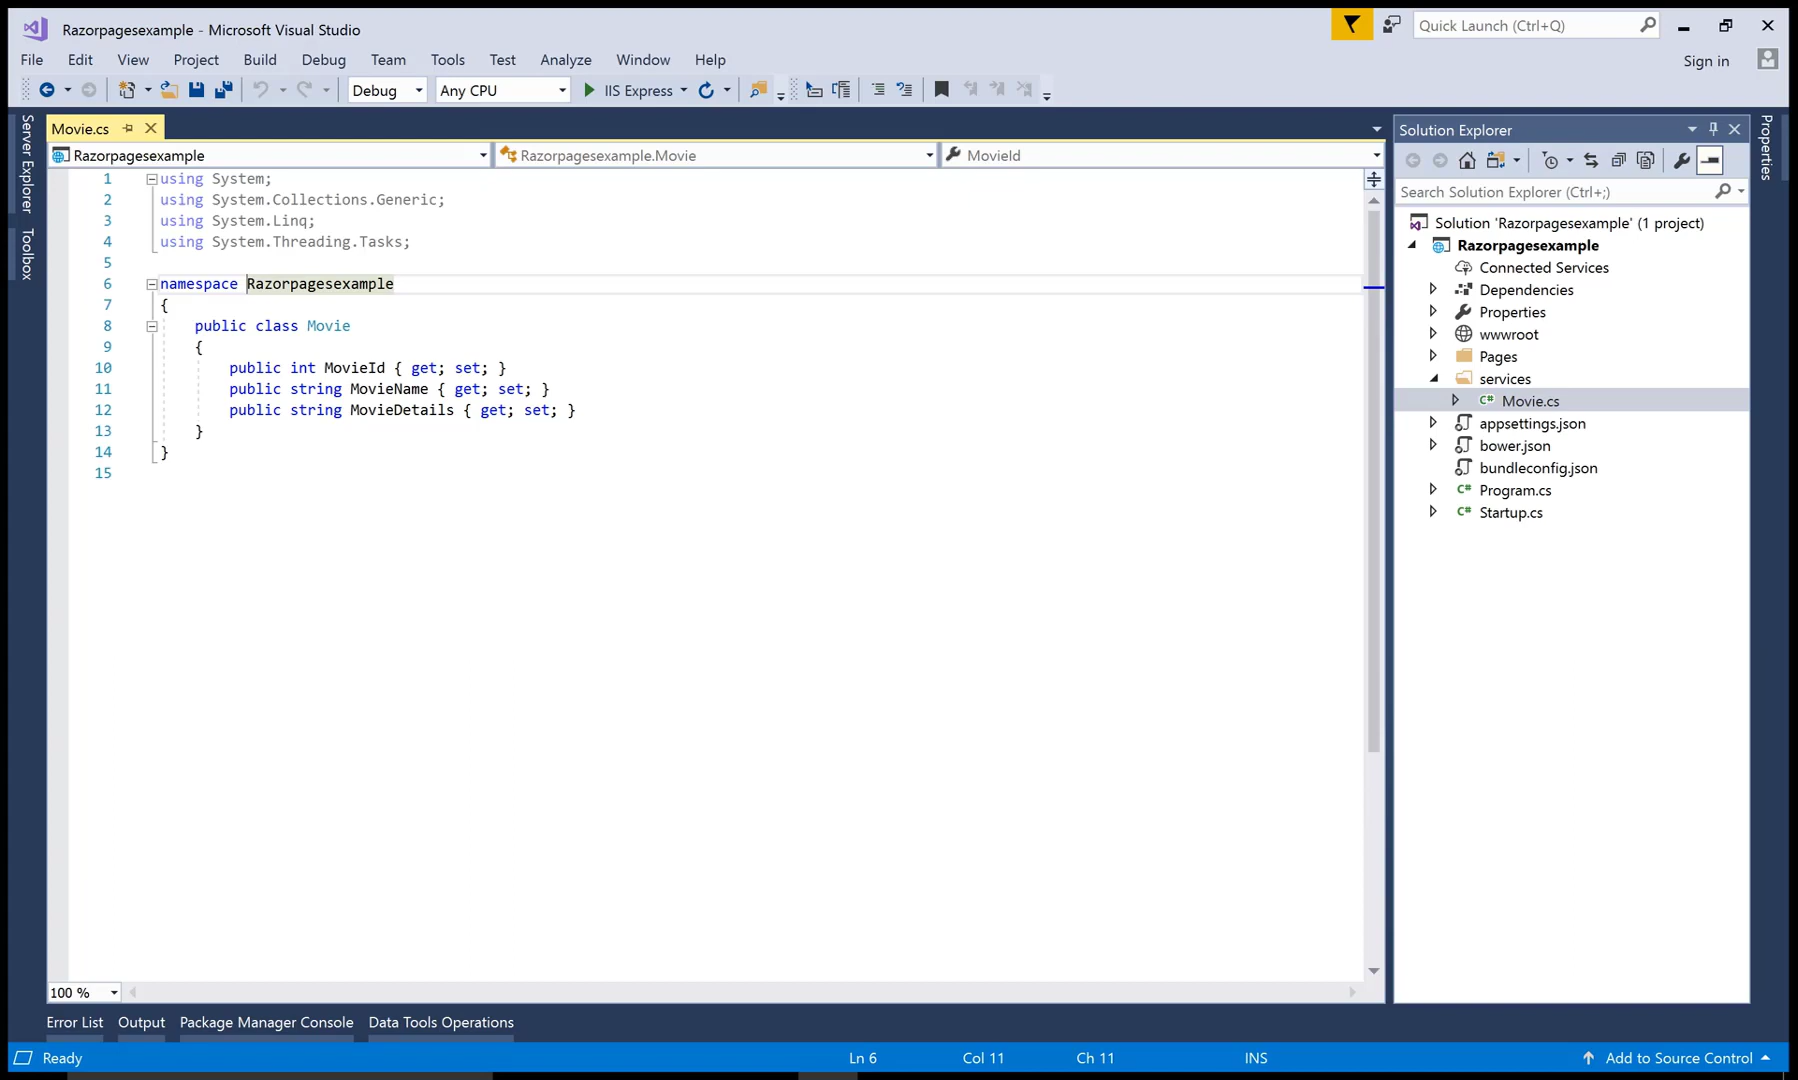 Razorpagesexample - Microsoft Visual Studio
Quick Launch (Ctrl+Q)
File Edit View Project Build Debug Team Tools Test Analyze Window Help
Sign in
Debug Any CPU IIS Express
Server Explorer
Toolbox
Movie.cs
Razorpagesexample Razorpagesexample.Movie MovieId
1 using System;
2 using System.Collections.Generic;
3 using System.Linq;
4 using System.Threading.Tasks;
5
6 namespace Razorpagesexample
7 {
8 public class Movie
9 {
10 public int MovieId { get; set; }
11 public string MovieName { get; set; }
12 public string MovieDetails { get; set; }
13 }
14 }
15
100 %
Solution Explorer
Search Solution Explorer (Ctrl+;)
Solution 'Razorpagesexample' (1 project)
Razorpagesexample
Connected Services
Dependencies
Properties
wwwroot
Pages
services
C# Movie.cs
appsettings.json
bower.json
bundleconfig.json
C# Program.cs
C# Startup.cs
Properties
Error List Output Package Manager Console Data Tools Operations
Ready Ln 6 Col 11 Ch 11 INS Add to Source Control